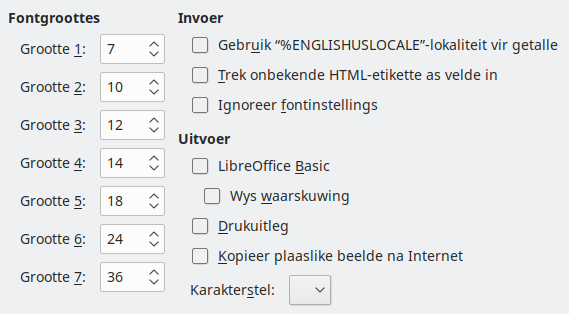 Fontgroottes
Grootte 1: 7
Grootte 2: 10
Grootte 3: 12
Grootte 4: 14
Grootte 5: 18
Grootte 6: 24
Grootte 7: 36
Invoer
Gebruik “%ENGLISHUSLOCALE”-lokaliteit vir getalle
Trek onbekende HTML-etikette as velde in
Ignoreer fontinstellings
Uitvoer
LibreOffice Basic
Wys waarskuwing
Drukuitleg
Kopieer plaaslike beelde na Internet
Karakterstel: